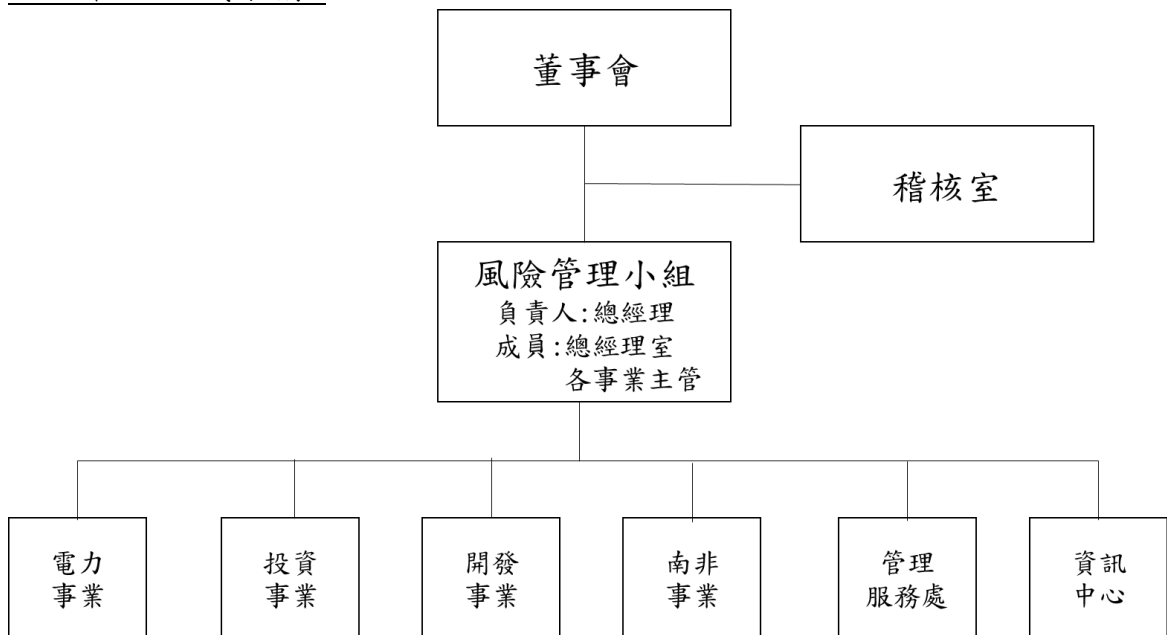 董事會
稽核室
風險管理小組
負責人:總經理
成員:總經理室
各事業主管
電力
事業
投資
事業
開發
事業
南非
事業
管理
服務處
資訊
中心